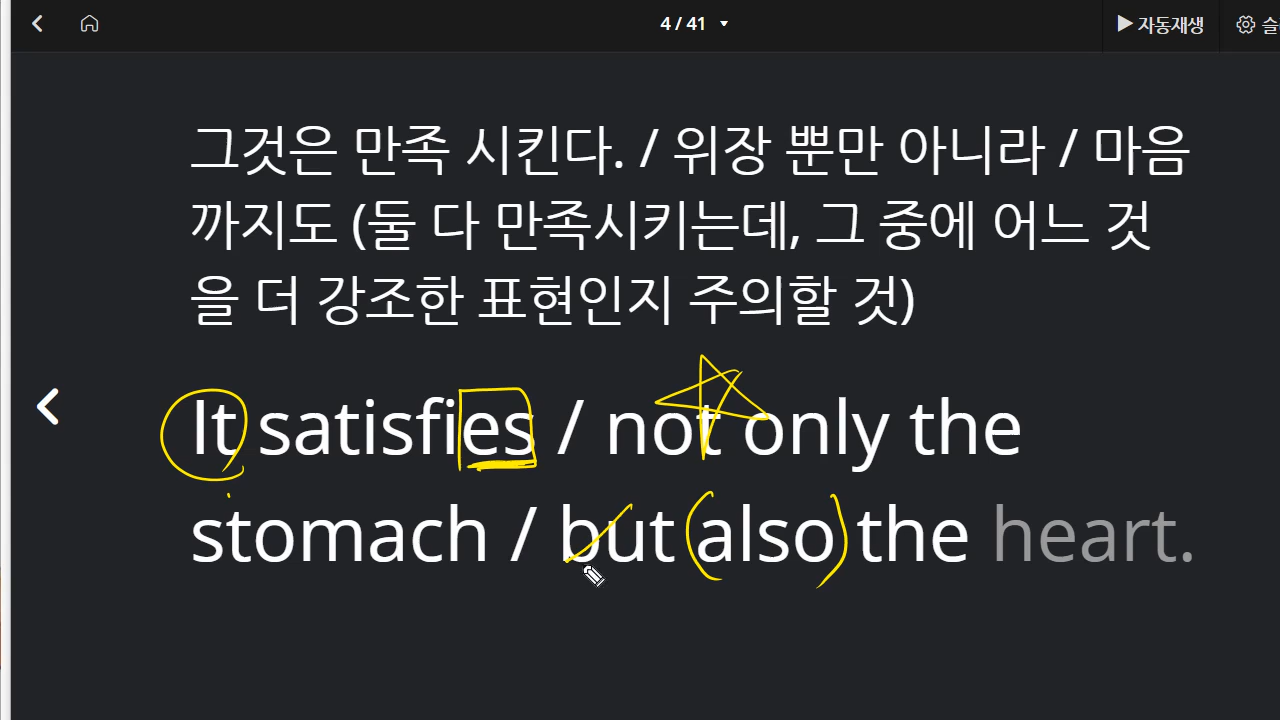 4 / 41
자동재생
슬
그것은 만족 시킨다. / 위장 뿐만 아니라 / 마음
까지도 (둘 다 만족시키는데, 그 중에 어느 것
을 더 강조한 표현인지 주의할 것)
It satisfies / not only the
stomach / but also the heart.